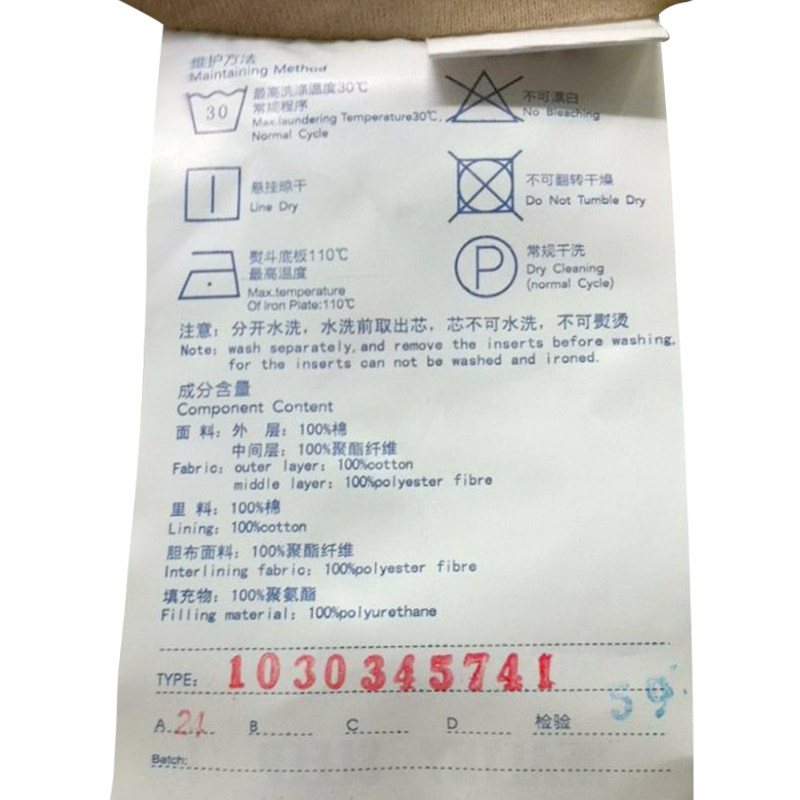 维护方法
Maintaining Method
30
最高洗涤温度30℃
常规程序
Max.laundering Temperature30℃,
Normal Cycle
不可漂白
No Bleaching
悬挂晾干
Line Dry
不可翻转干燥
Do Not Tumble Dry
熨斗底板110℃
最高温度
Max.temperature
Of Iron Plate:110℃
P
常规干洗
Dry Cleaning
(normal Cycle)
注意：分开水洗，水洗前取出芯，芯不可水洗，不可熨烫
Note: wash separately,and remove the inserts before washing,
for the inserts can not be washed and ironed.
成分含量
Component Content
面 料：外 层：100%棉
中间层：100%聚酯纤维
Fabric: outer layer: 100%cotton
middle layer: 100%polyester fibre
里 料：100%棉
Lining: 100%cotton
胆布面料：100%聚酯纤维
Interlining fabric: 100%polyester fibre
填充物：100%聚氨酯
Filling material: 100%polyurethane
TYPE: 1030345741
A 21 B C D 检验 59
Batch: